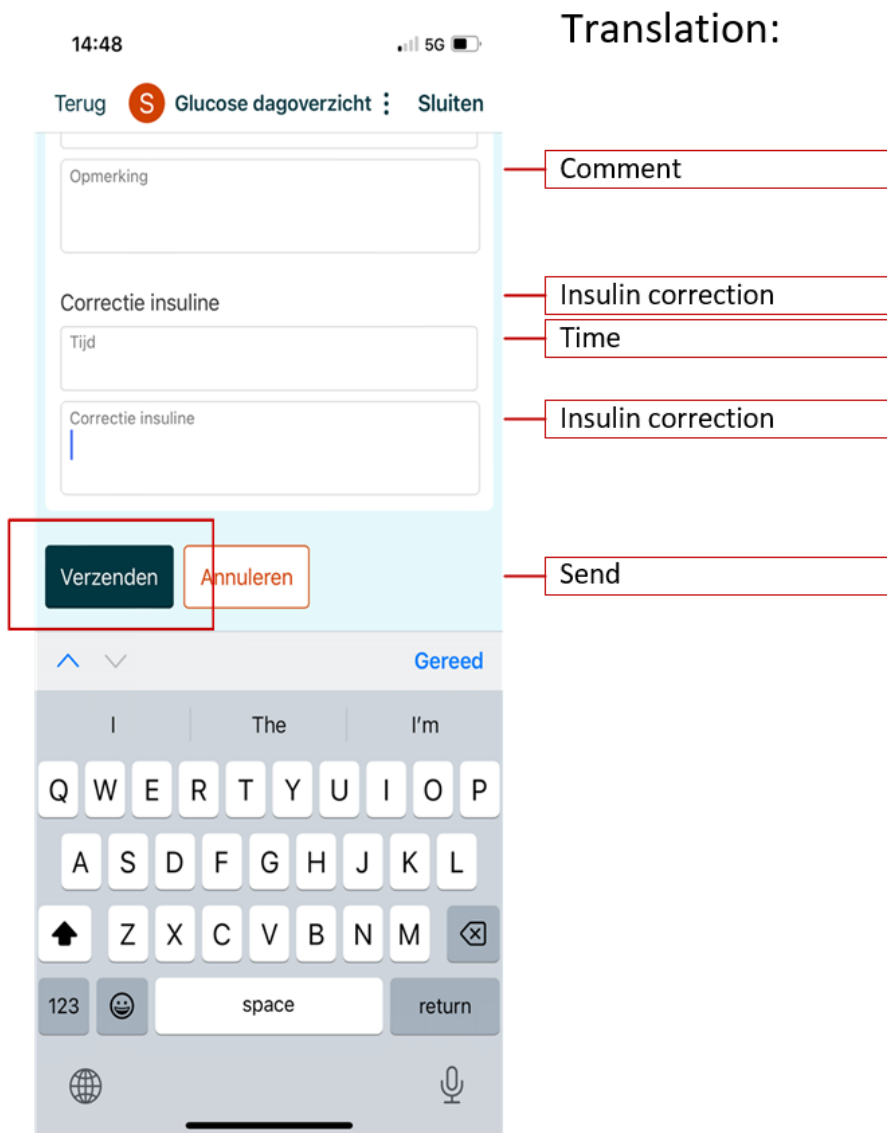 Translation:
14:48 5G
Terug S Glucose dagoverzicht Sluiten
Opmerking Comment
Correctie insuline Insulin correction
Tijd Time
Correctie insuline Insulin correction
Verzenden Annuleren Send
Gereed
I The I'm
Q W E R T Y U I O P
A S D F G H J K L
Z X C V B N M
123 space return